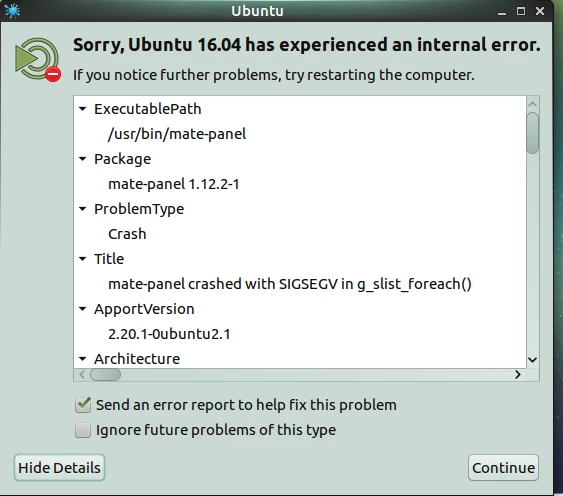 Ubuntu
Sorry, Ubuntu 16.04 has experienced an internal error.
If you notice further problems, try restarting the computer.
ExecutablePath
/usr/bin/mate-panel
Package
mate-panel 1.12.2-1
ProblemType
Crash
Title
mate-panel crashed with SIGSEGV in g_slist_foreach()
ApportVersion
2.20.1-0ubuntu2.1
Architecture
Send an error report to help fix this problem
Ignore future problems of this type
Hide Details
Continue